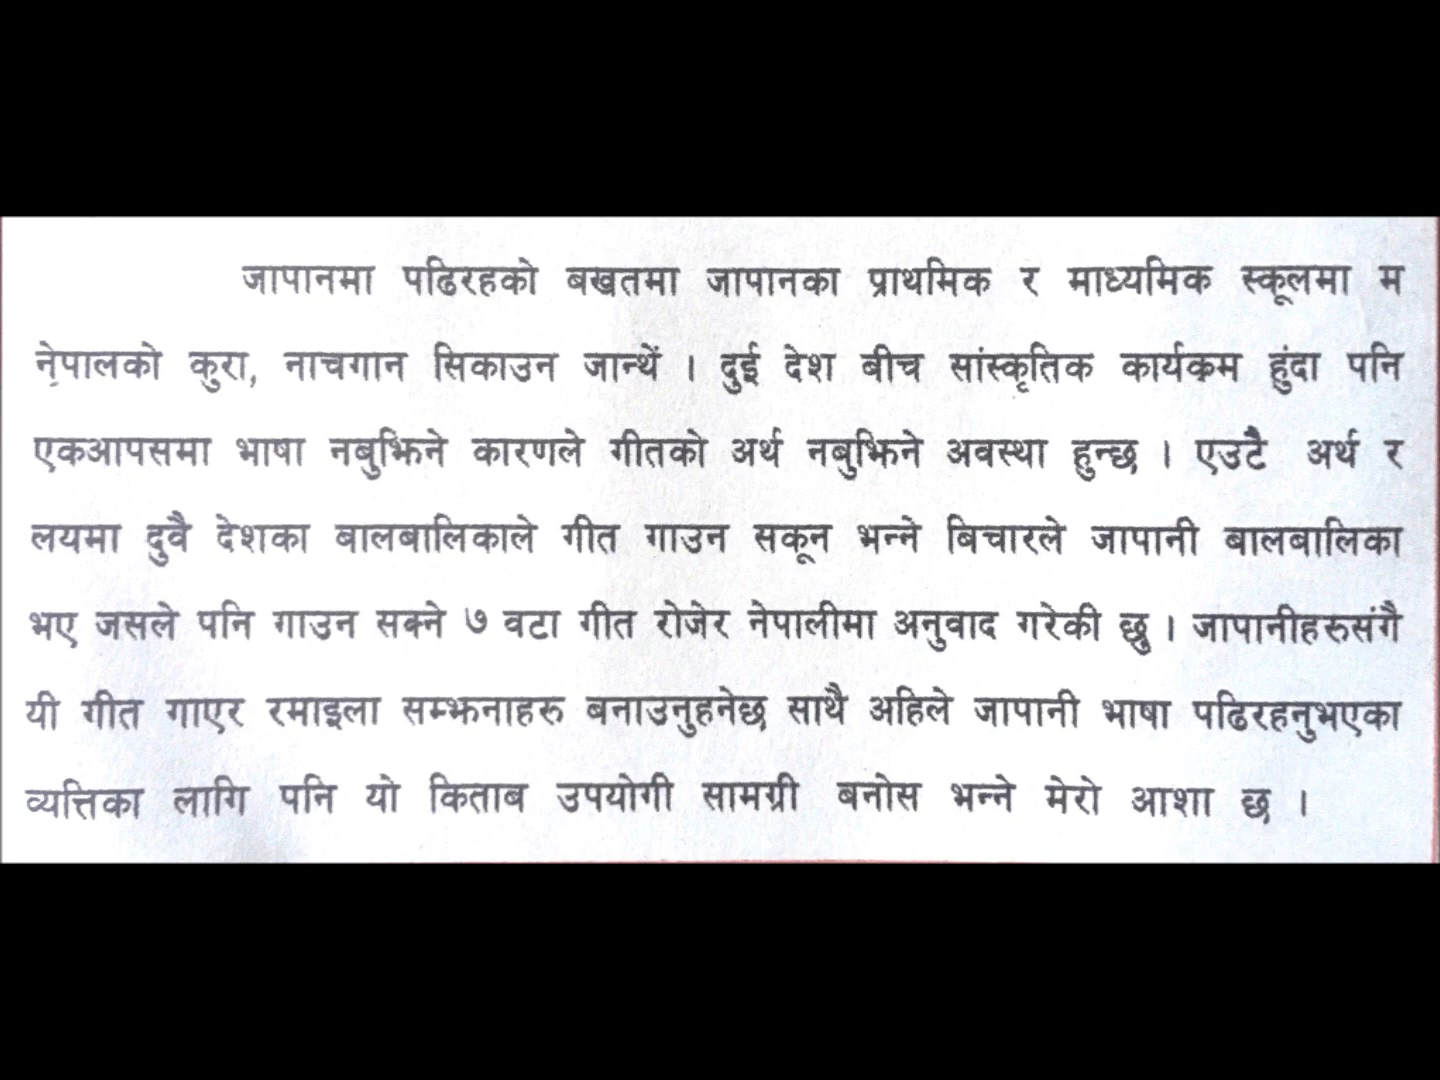 जापानमा पढिरहको बखतमा जापानका प्राथमिक र माध्यमिक स्कूलमा म
नेपालको कुरा, नाचगान सिकाउन जान्थें । दुई देश बीच सांस्कृतिक कार्यक्रम हुंदा पनि
एकआपसमा भाषा नबुझिने कारणले गीतको अर्थ नबुझिने अवस्था हुन्छ । एउटै अर्थ र
लयमा दुवै देशका बालबालिकाले गीत गाउन सकून भन्ने बिचारले जापानी बालबालिका
भए जसले पनि गाउन सक्ने ७ वटा गीत रोजेर नेपालीमा अनुवाद गरेकी छु । जापानीहरुसंगै
यी गीत गाएर रमाइला सम्झनाहरु बनाउनुहनेछ साथै अहिले जापानी भाषा पढिरहनुभएका
व्यत्तिका लागि पनि यो किताब उपयोगी सामग्री बनोस भन्ने मेरो आशा छ ।